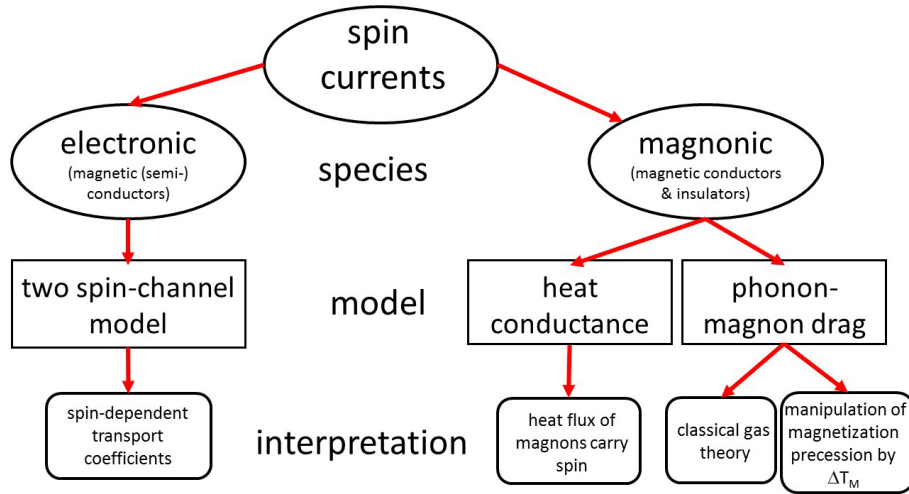 spin
currents
electronic
(magnetic (semi-)
conductors)
species
magnonic
(magnetic conductors
& insulators)
two spin-channel
model
model
heat
conductance
phonon-
magnon drag
spin-dependent
transport
coefficients
interpretation
heat flux of
magnons carry
spin
classical gas
theory
manipulation of
magnetization
precession by
ΔTM